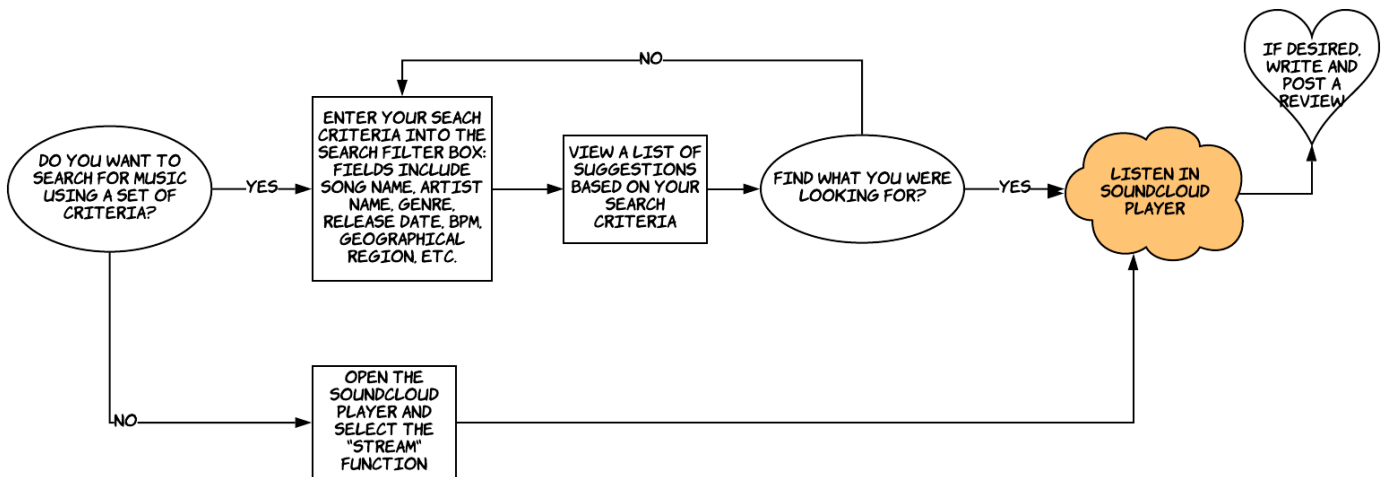 DO YOU WANT TO
SEARCH FOR MUSIC
USING A SET OF
CRITERIA?
YES
ENTER YOUR SEACH
CRITERIA INTO THE
SEARCH FILTER BOX:
FIELDS INCLUDE
SONG NAME, ARTIST
NAME, GENRE,
RELEASE DATE, BPM,
GEOGRAPHICAL
REGION, ETC.
VIEW A LIST OF
SUGGESTIONS
BASED ON YOUR
SEARCH
CRITERIA
FIND WHAT YOU WERE
LOOKING FOR?
NO
YES
LISTEN IN
SOUNDCLOUD
PLAYER
IF DESIRED,
WRITE AND
POST A
REVIEW
NO
OPEN THE
SOUNDCLOUD
PLAYER AND
SELECT THE
"STREAM"
FUNCTION